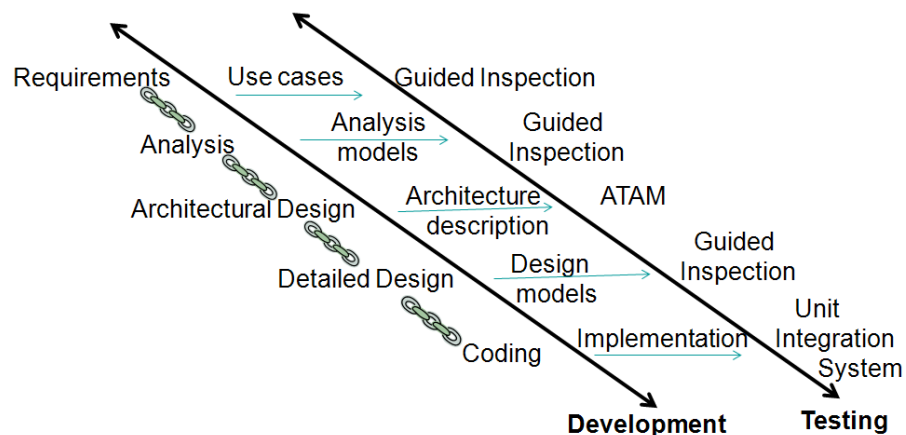 Requirements
Use cases
Guided Inspection
Analysis
Analysis
models
Guided
Inspection
Architectural Design
Architecture
description
ATAM
Detailed Design
Design
models
Guided
Inspection
Coding
Implementation
Unit
Integration
System
Development
Testing